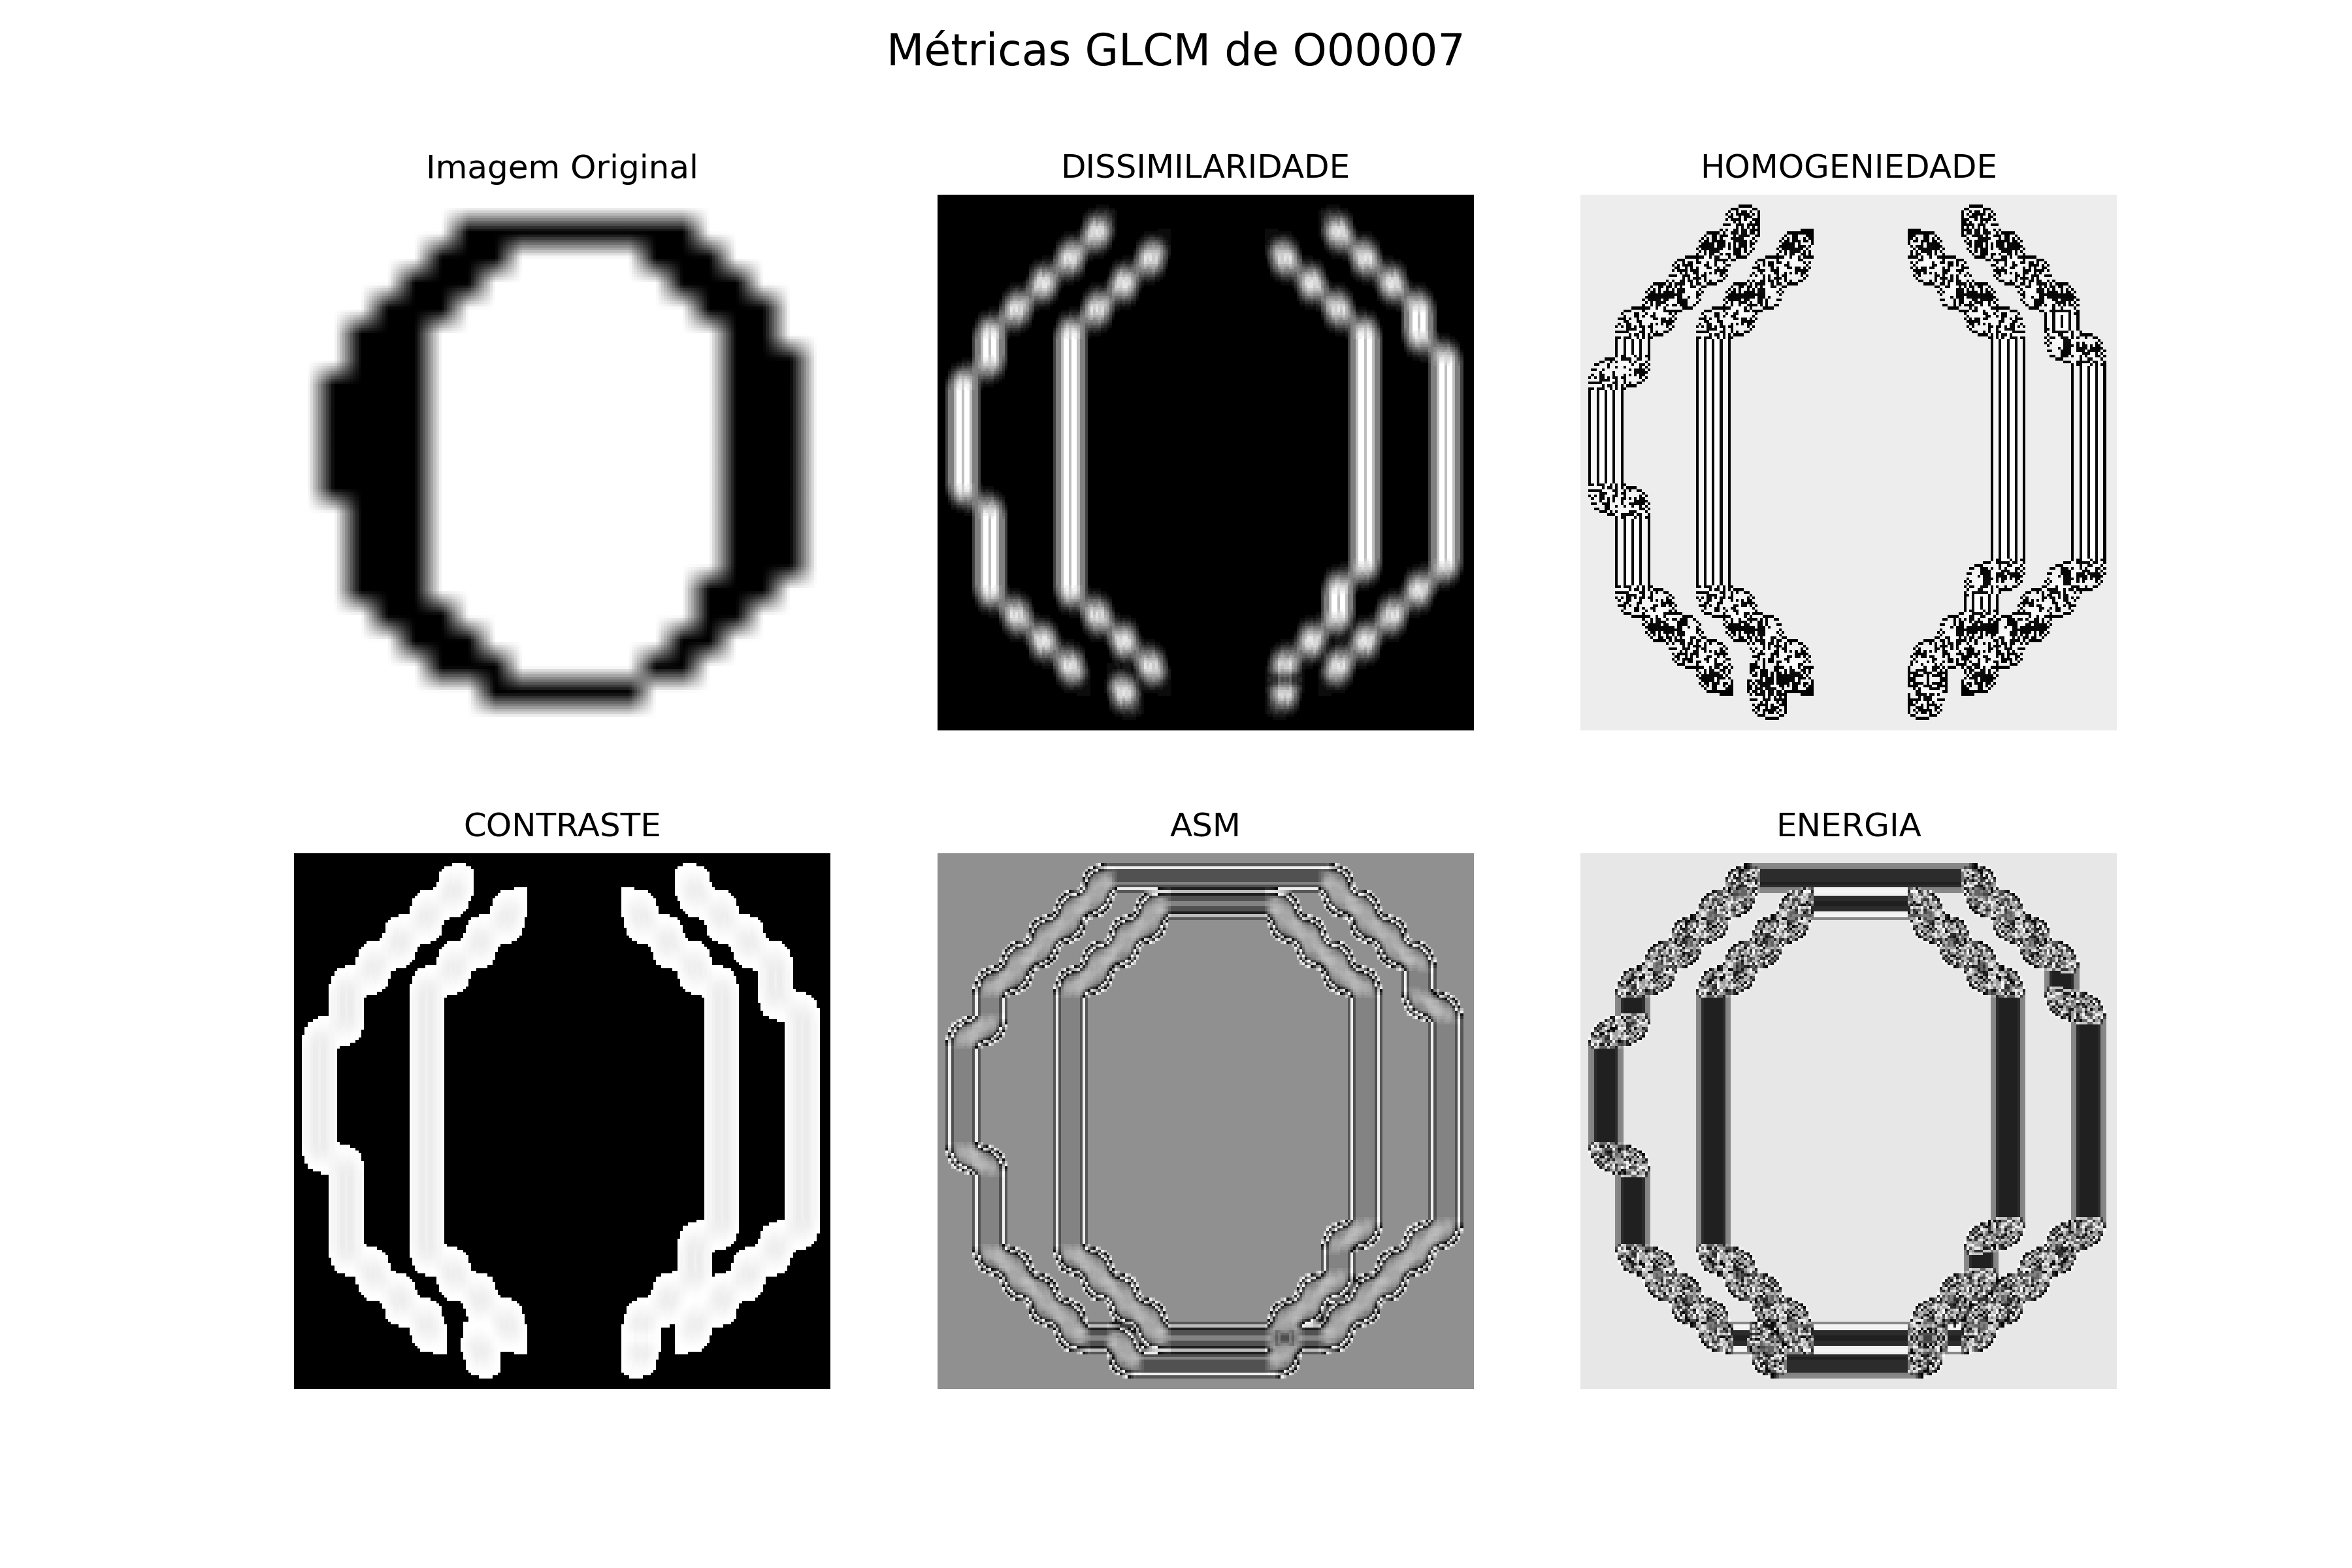 Métricas GLCM de O00007
Imagem Original
DISSIMILARIDADE
HOMOGENIEDADE
CONTRASTE
ASM
ENERGIA